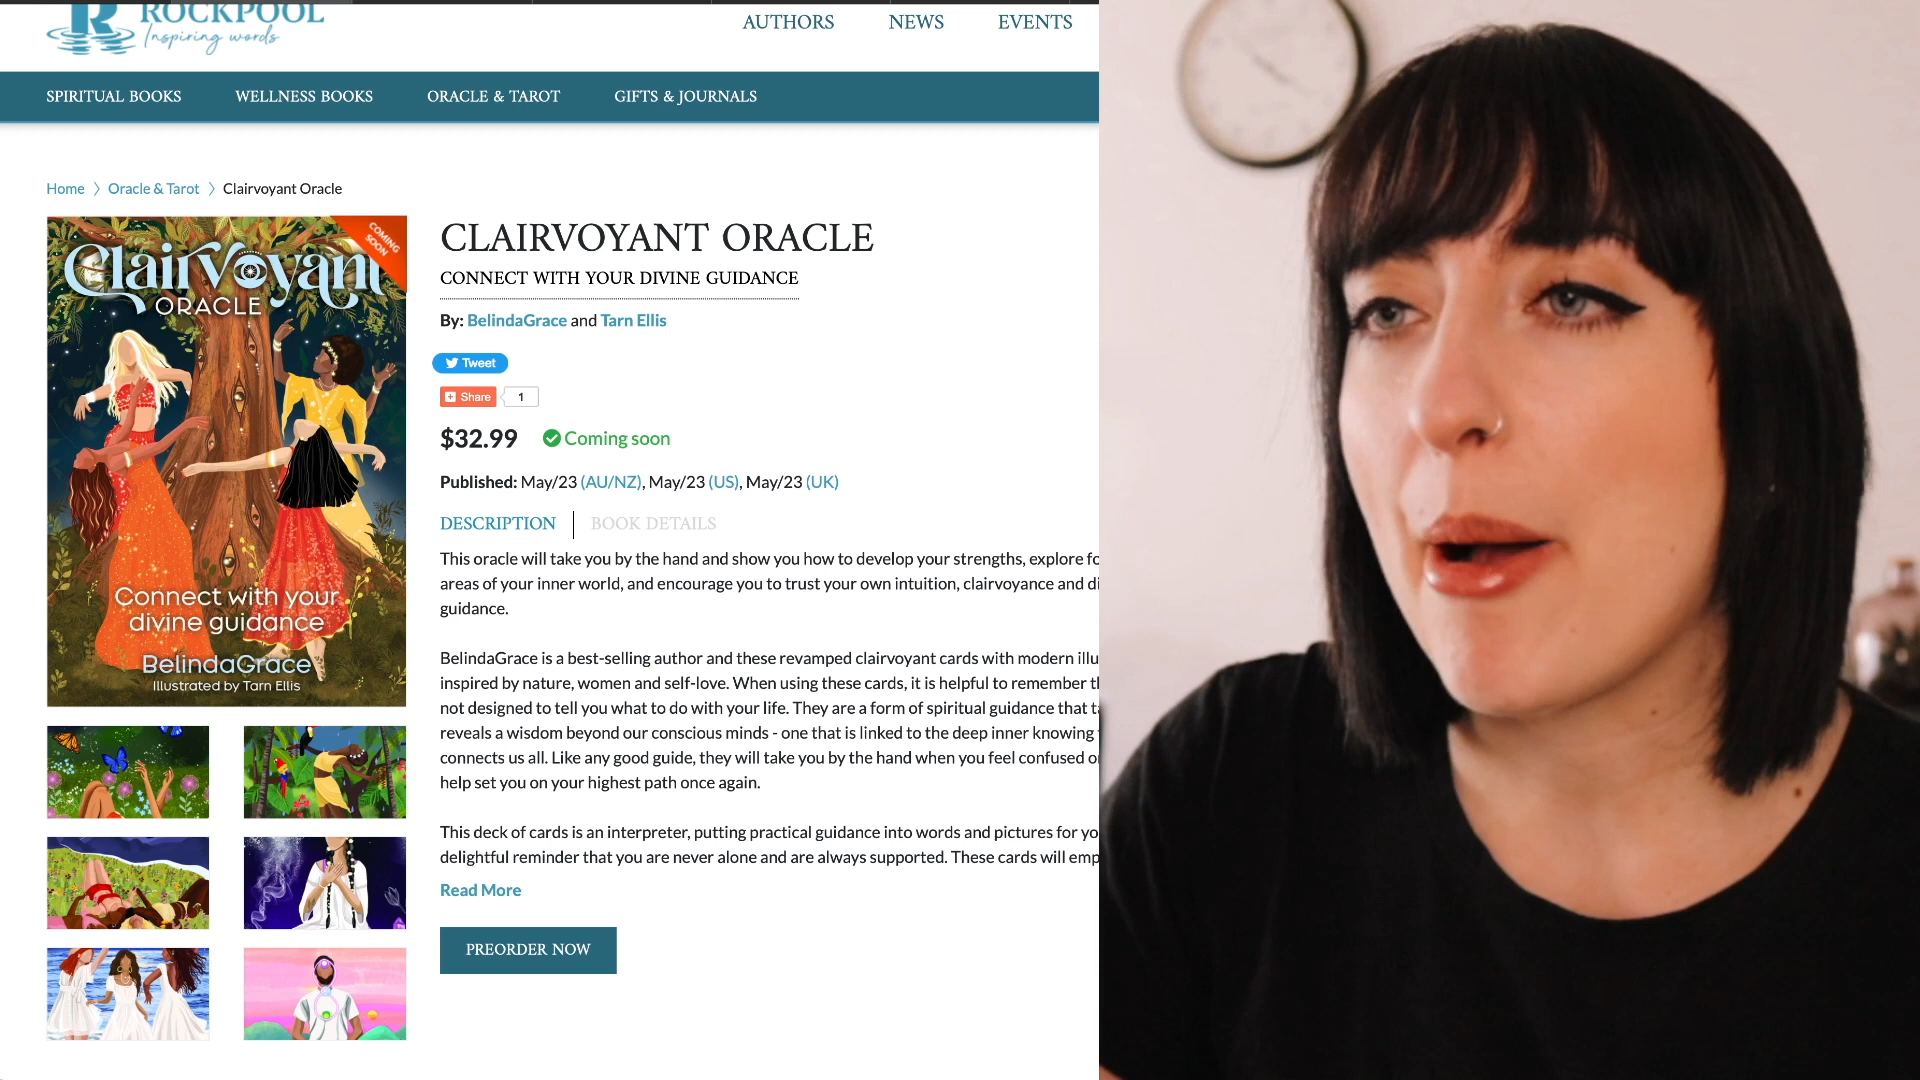 ROCKPOOL
Inspiring words
AUTHORS
NEWS
EVENTS
SPIRITUAL BOOKS
WELLNESS BOOKS
ORACLE & TAROT
GIFTS & JOURNALS
Home
Oracle & Tarot
Clairvoyant Oracle
COMING
SOON
Clairvoyant
ORACLE
Connect with your
divine guidance
BelindaGrace
Illustrated by Tarn Ellis
CLAIRVOYANT ORACLE
CONNECT WITH YOUR DIVINE GUIDANCE
By: BelindaGrace and Tarn Ellis
Tweet
Share
1
$32.99
Coming soon
Published: May/23 (AU/NZ), May/23 (US), May/23 (UK)
DESCRIPTION
BOOK DETAILS
This oracle will take you by the hand and show you how to develop your strengths, explore
areas of your inner world, and encourage you to trust your own intuition, clairvoyance and
guidance.
BelindaGrace is a best-selling author and these revamped clairvoyant cards with modern
inspired by nature, women and self-love. When using these cards, it is helpful to remember
not designed to tell you what to do with your life. They are a form of spiritual guidance that
reveals a wisdom beyond our conscious minds - one that is linked to the deep inner knowing
connects us all. Like any good guide, they will take you by the hand when you feel confused
help set you on your highest path once again.
This deck of cards is an interpreter, putting practical guidance into words and pictures for
delightful reminder that you are never alone and are always supported. These cards will
Read More
PREORDER NOW